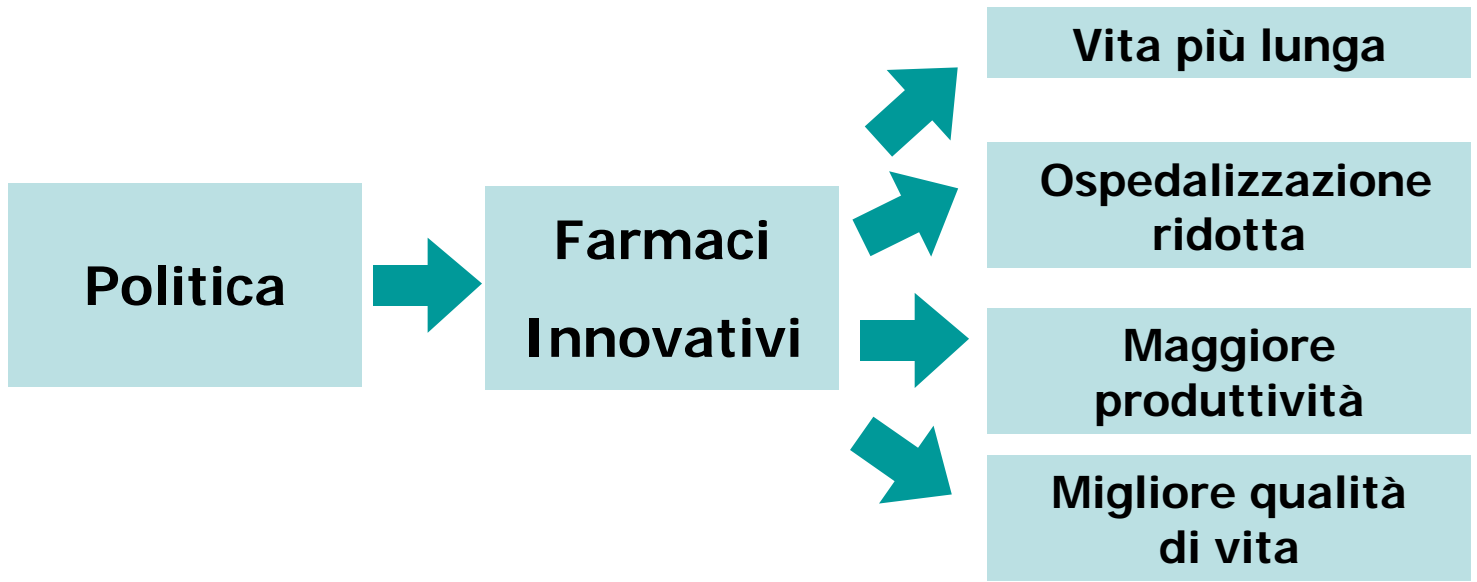 Politica
Farmaci
Innovativi
Vita più lunga
Ospedalizzazione
ridotta
Maggiore
produttività
Migliore qualità
di vita